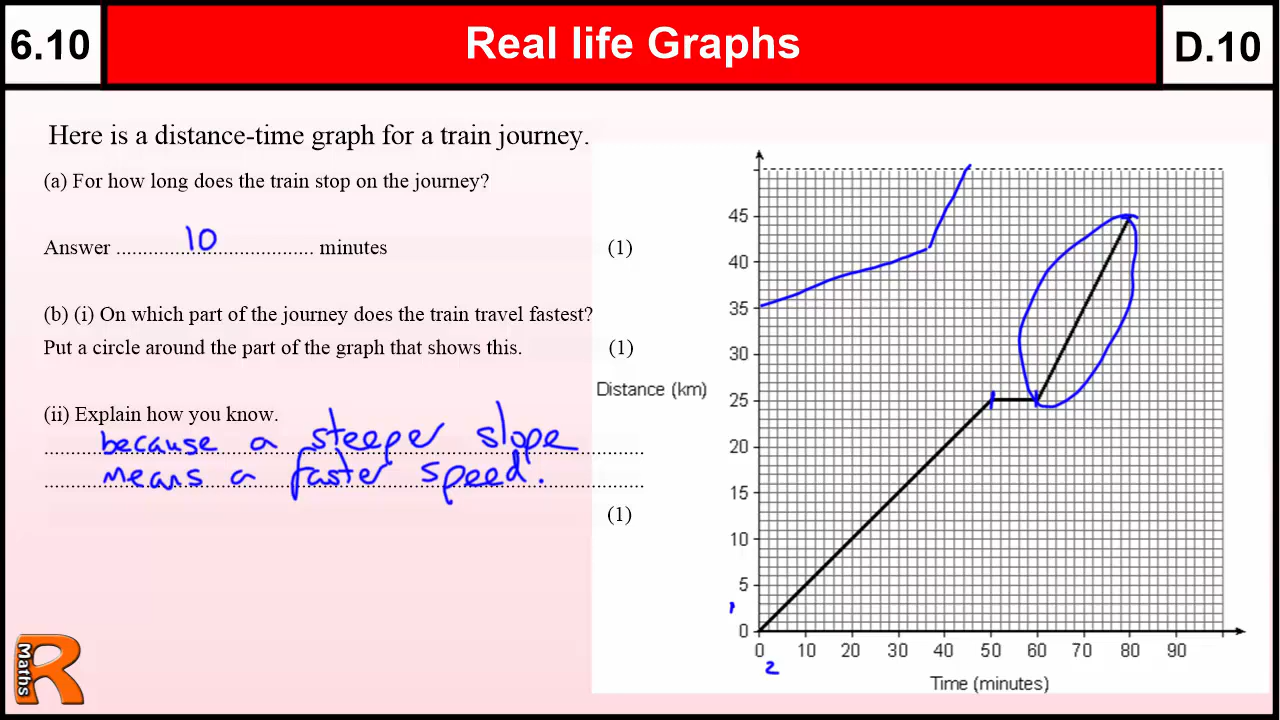 6.10
Real life Graphs
D.10
Here is a distance-time graph for a train journey.
(a) For how long does the train stop on the journey?
Answer .......10....... minutes (1)
(b) (i) On which part of the journey does the train travel fastest?
Put a circle around the part of the graph that shows this. (1)
(ii) Explain how you know.
because a steeper slope
means a faster speed.
(1)
45
40
35
30
Distance (km)
25
20
15
10
5
0
0 10 20 30 40 50 60 70 80 90
2
Time (minutes)
R Maths